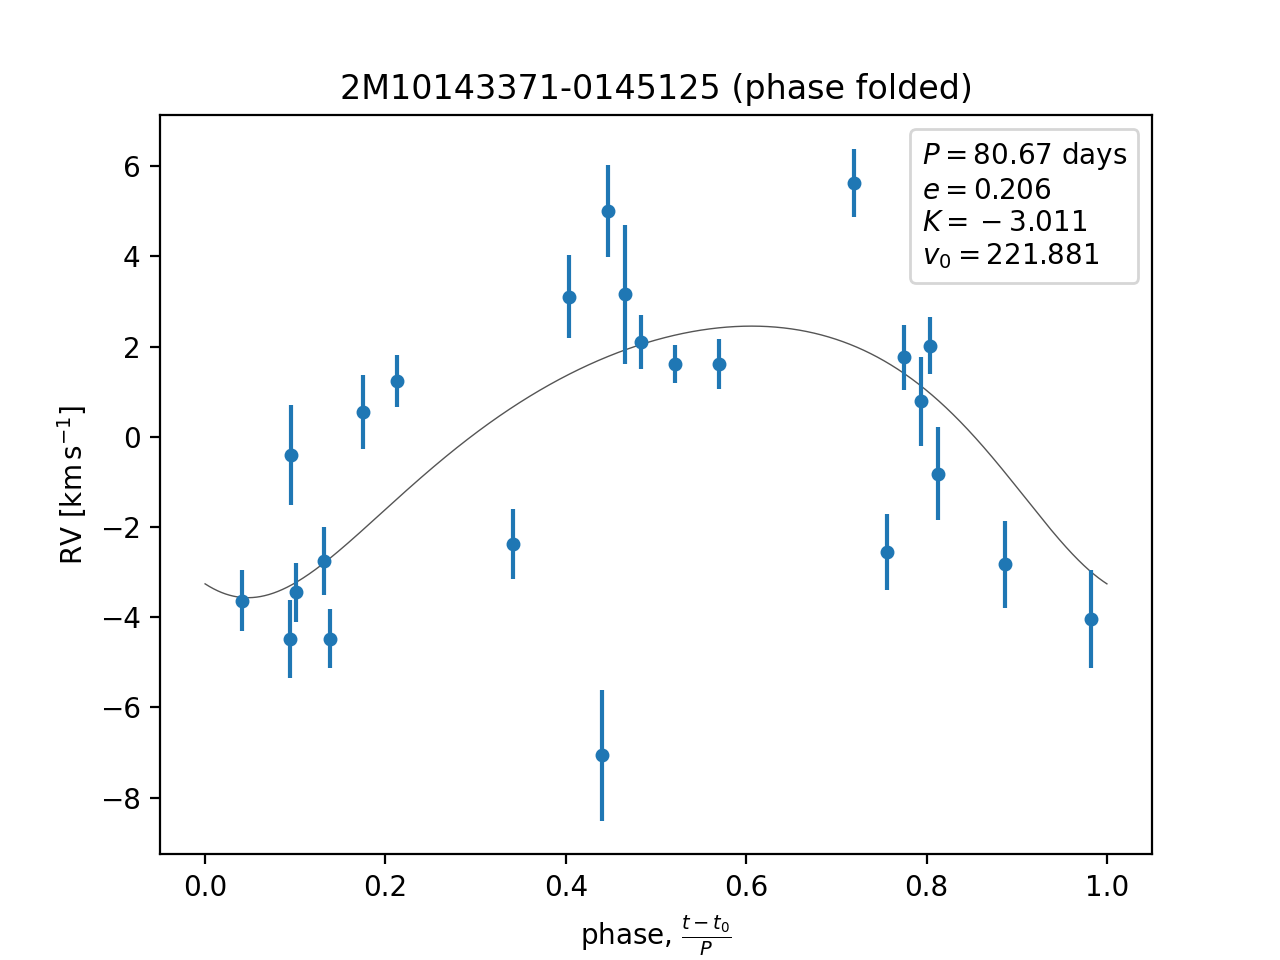 2M10143371-0145125 (phase folded)
P = 80.67 days
e = 0.206
K = −3.011
v₀ = 221.881
RV [km s⁻¹]
6
4
2
0
−2
−4
−6
−8
0.0 0.2 0.4 0.6 0.8 1.0
phase, (t − t₀)/P